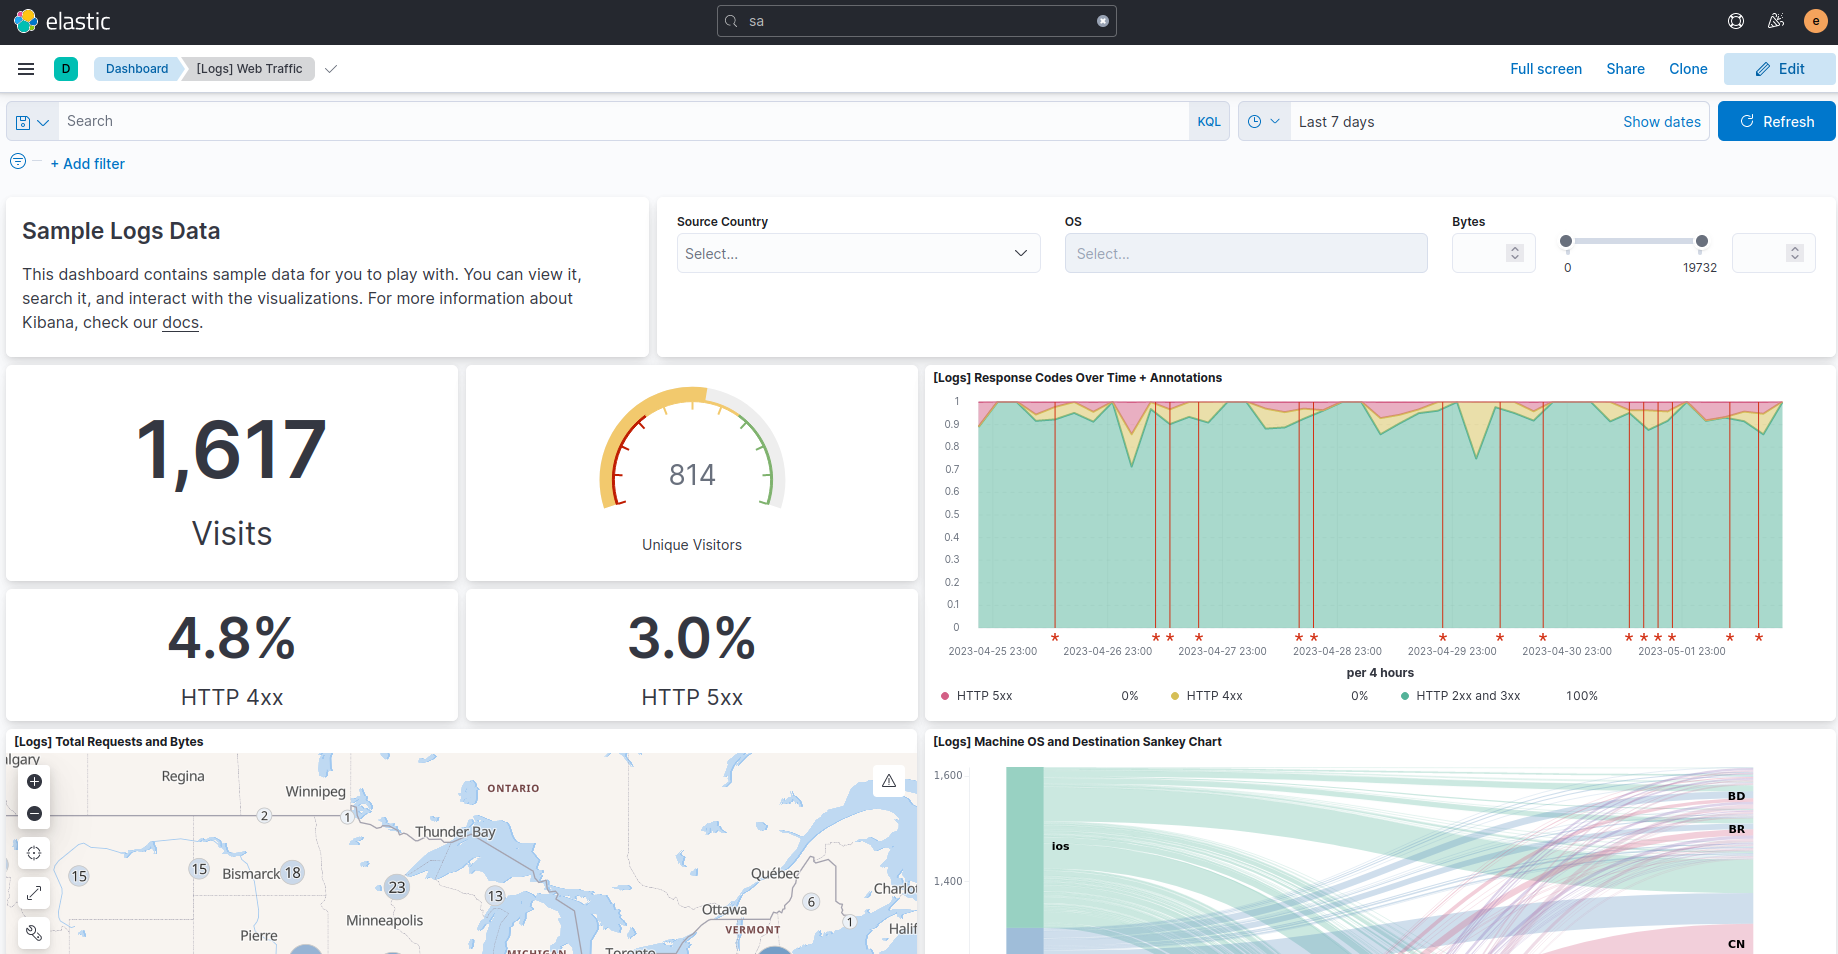 elastic
sa
e
D
Dashboard
[Logs] Web Traffic
Full screen
Share
Clone
Edit
Search
KQL
Last 7 days
Show dates
Refresh
+ Add filter
Sample Logs Data
This dashboard contains sample data for you to play with. You can view it,
search it, and interact with the visualizations. For more information about
Kibana, check our docs.
Source Country
Select...
OS
Select...
Bytes
0
19732
1,617
Visits
814
Unique Visitors
4.8%
HTTP 4xx
3.0%
HTTP 5xx
[Logs] Response Codes Over Time + Annotations
1
0.9
0.8
0.7
0.6
0.5
0.4
0.3
0.2
0.1
0
2023-04-25 23:00
2023-04-26 23:00
2023-04-27 23:00
2023-04-28 23:00
2023-04-29 23:00
2023-04-30 23:00
2023-05-01 23:00
per 4 hours
HTTP 5xx 0%
HTTP 4xx 0%
HTTP 2xx and 3xx 100%
[Logs] Total Requests and Bytes
lgary
Regina
Winnipeg
ONTARIO
2
1
Thunder Bay
15
15
Bismarck
18
23
13
Québec
Charlot
6
Minneapolis
Ottawa
1
VERMONT
Halif
Pierre
MICHIGAN
Toronto
[Logs] Machine OS and Destination Sankey Chart
1,600
1,400
ios
BD
BR
CN